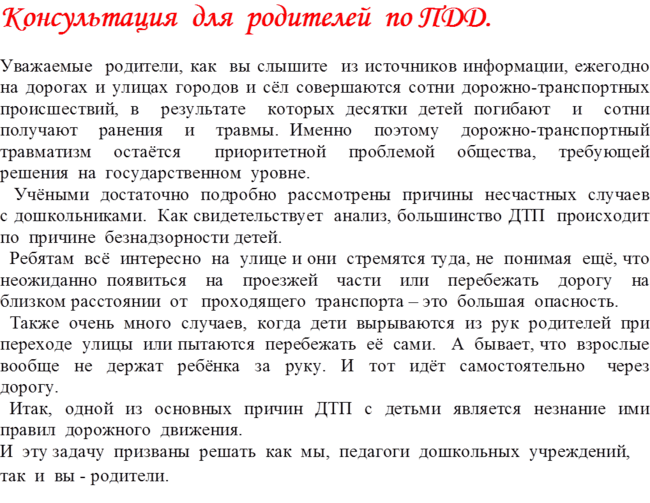 Консультация для родителей по ПДД.
Уважаемые родители, как вы слышите из источников информации, ежегодно
на дорогах и улицах городов и сёл совершаются сотни дорожно-транспортных
происшествий, в результате которых десятки детей погибают и сотни
получают ранения и травмы. Именно поэтому дорожно-транспортный
травматизм остаётся приоритетной проблемой общества, требующей
решения на государственном уровне.
Учёными достаточно подробно рассмотрены причины несчастных случаев
с дошкольниками. Как свидетельствует анализ, большинство ДТП происходит
по причине безнадзорности детей.
Ребятам всё интересно на улице и они стремятся туда, не понимая ещё, что
неожиданно появиться на проезжей части или перебежать дорогу на
близком расстоянии от проходящего транспорта – это большая опасность.
Также очень много случаев, когда дети вырываются из рук родителей при
переходе улицы или пытаются перебежать её сами. А бывает, что взрослые
вообще не держат ребёнка за руку. И тот идёт самостоятельно через
дорогу.
Итак, одной из основных причин ДТП с детьми является незнание ими
правил дорожного движения.
И эту задачу призваны решать как мы, педагоги дошкольных учреждений,
так и вы - родители.